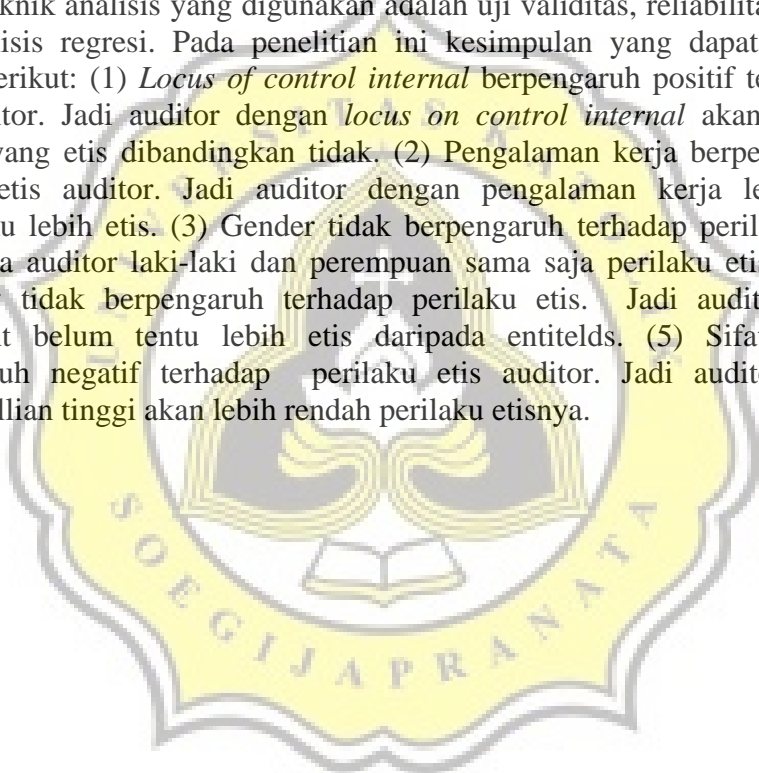 knik analisis yang digunakan adalah uji validitas, reliabilita
isis regresi. Pada penelitian ini kesimpulan yang dapat
erikut: (1) Locus of control internal berpengaruh positif te
itor. Jadi auditor dengan locus on control internal akan
yang etis dibandingkan tidak. (2) Pengalaman kerja berpe
etis auditor. Jadi auditor dengan pengalaman kerja le
u lebih etis. (3) Gender tidak berpengaruh terhadap peril
a auditor laki-laki dan perempuan sama saja perilaku eti
tidak berpengaruh terhadap perilaku etis. Jadi audit
t belum tentu lebih etis daripada entitelds. (5) Sifa
uh negatif terhadap perilaku etis auditor. Jadi audito
llian tinggi akan lebih rendah perilaku etisnya.
SOEGIJAPRANATA